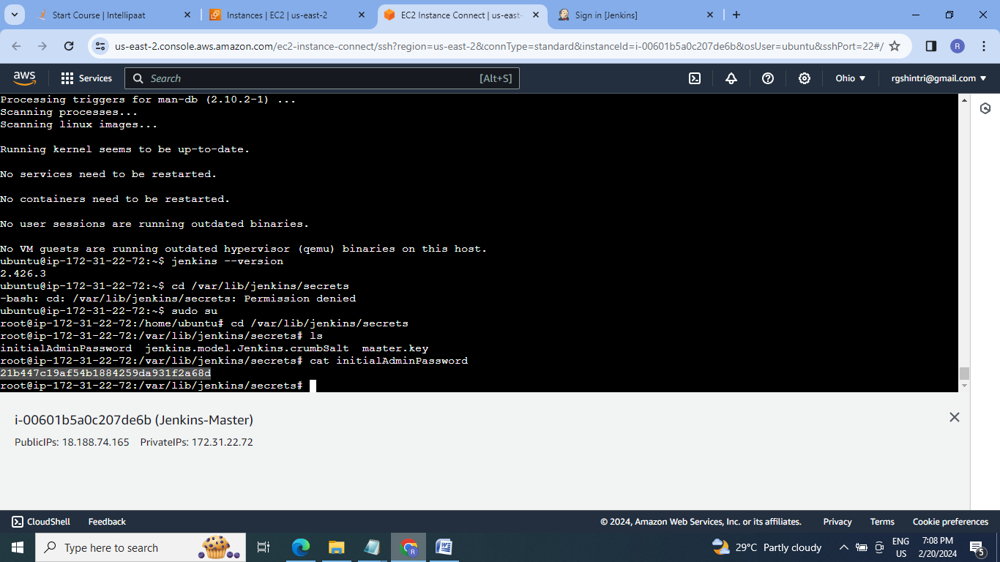 Start Course | Intellipaat
Instances | EC2 | us-east-2
EC2 Instance Connect | us-east-
Sign in [Jenkins]
us-east-2.console.aws.amazon.com/ec2-instance-connect/ssh?region=us-east-2&connType=standard&instanceId=i-00601b5a0c207de6b&osUser=ubuntu&sshPort=22#/
R
aws
Services
Search
[Alt+S]
Ohio
rgshintri@gmail.com
Processing triggers for man-db (2.10.2-1) ...
Scanning processes...
Scanning linux images...
Running kernel seems to be up-to-date.
No services need to be restarted.
No containers need to be restarted.
No user sessions are running outdated binaries.
No VM guests are running outdated hypervisor (qemu) binaries on this host.
ubuntu@ip-172-31-22-72:~$ jenkins --version
2.426.3
ubuntu@ip-172-31-22-72:~$ cd /var/lib/jenkins/secrets
-bash: cd: /var/lib/jenkins/secrets: Permission denied
ubuntu@ip-172-31-22-72:~$ sudo su
root@ip-172-31-22-72:/home/ubuntu# cd /var/lib/jenkins/secrets
root@ip-172-31-22-72:/var/lib/jenkins/secrets# ls
initialAdminPassword  jenkins.model.Jenkins.crumbSalt  master.key
root@ip-172-31-22-72:/var/lib/jenkins/secrets# cat initialAdminPassword
21b447c19af54b1884259da931f2a68d
root@ip-172-31-22-72:/var/lib/jenkins/secrets#
i-00601b5a0c207de6b (Jenkins-Master)
PublicIPs: 18.188.74.165 PrivateIPs: 172.31.22.72
CloudShell
Feedback
© 2024, Amazon Web Services, Inc. or its affiliates.
Privacy
Terms
Cookie preferences
Type here to search
R
29°C Partly cloudy
ENG
US
7:08 PM
2/20/2024
5